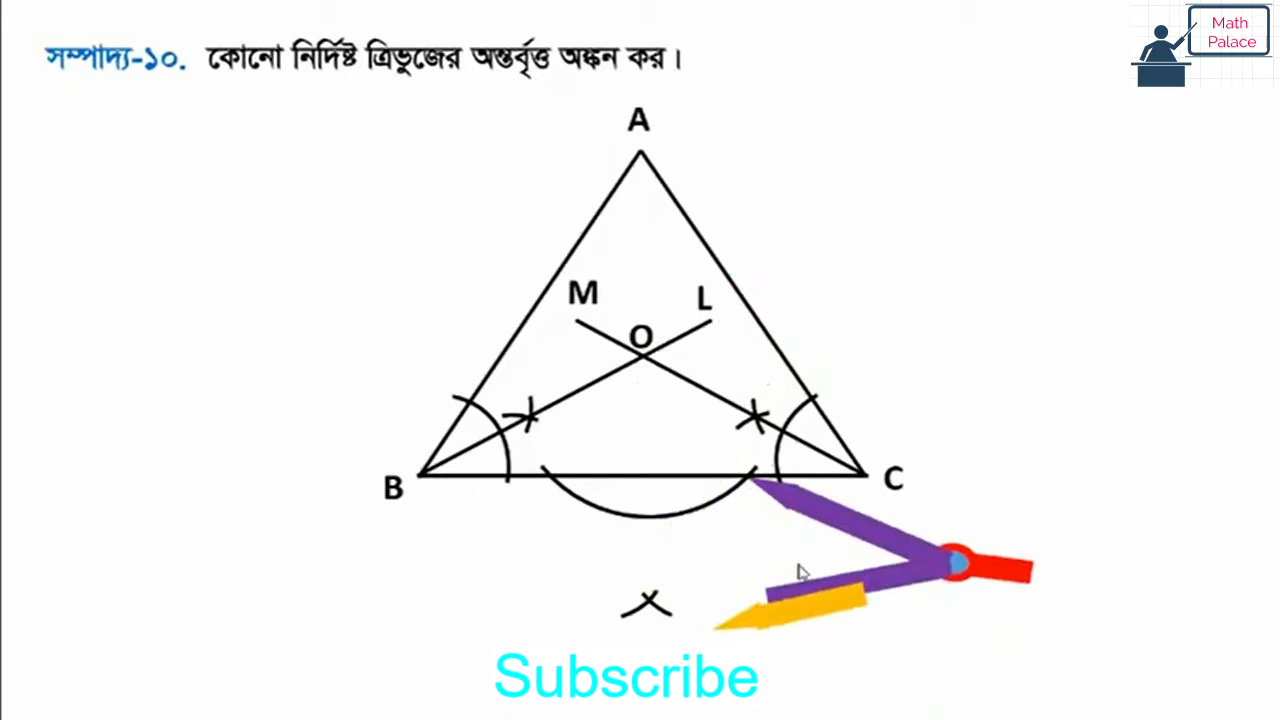 সম্পাদ্য-১০. কোনো নির্দিষ্ট ত্রিভুজের অন্তর্বৃত্ত অঙ্কন কর।
Math
Palace
A
M
L
O
B
C
Subscribe